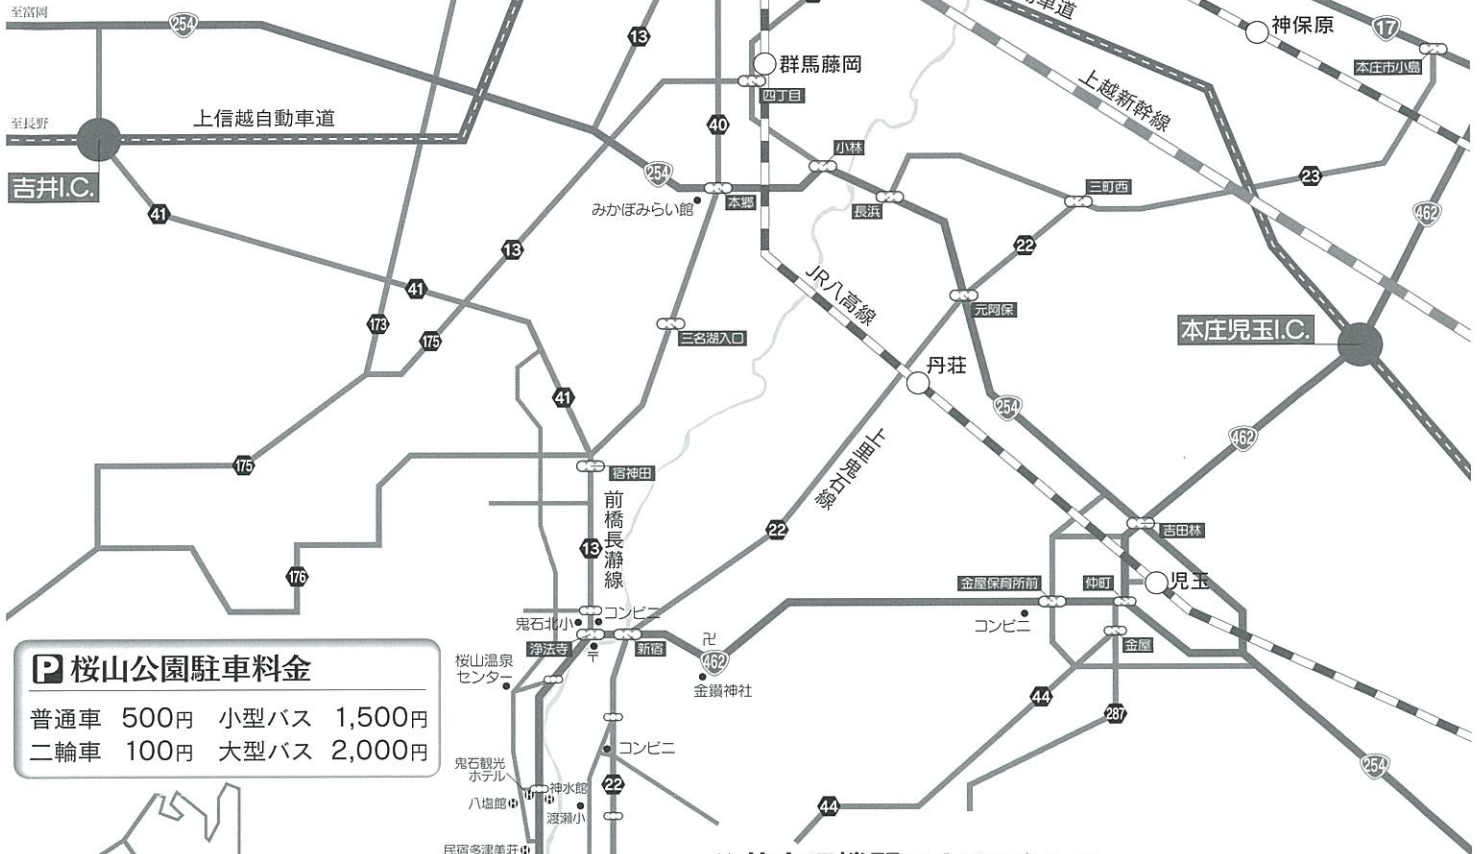 至富岡
254
13
群馬藤岡
四丁目
動車道
神保原
17
本庄市小島
上越新幹線
至長野
上信越自動車道
吉井I.C.
41
40
小林
254
本郷
みかぼみらい館
長浜
三町西
23
462
22
13
JR八高線
元阿保
41
173
175
三名湖入口
本庄児玉I.C.
丹荘
254
41
462
上里鬼石線
175
宿神田
前橋長瀞線
22
吉田林
13
176
金屋保育所前
仲町
児玉
コンビニ
鬼石北小
コンビニ
浄法寺
〒
新宿
卍
462
金鑚神社
金屋
桜山温泉
センター
44
287
P 桜山公園駐車料金
普通車 500円 小型バス 1,500円
二輪車 100円 大型バス 2,000円
コンビニ
254
鬼石観光
ホテル
神水館
22
八塩館
渡瀬小
44
民宿多津美荘